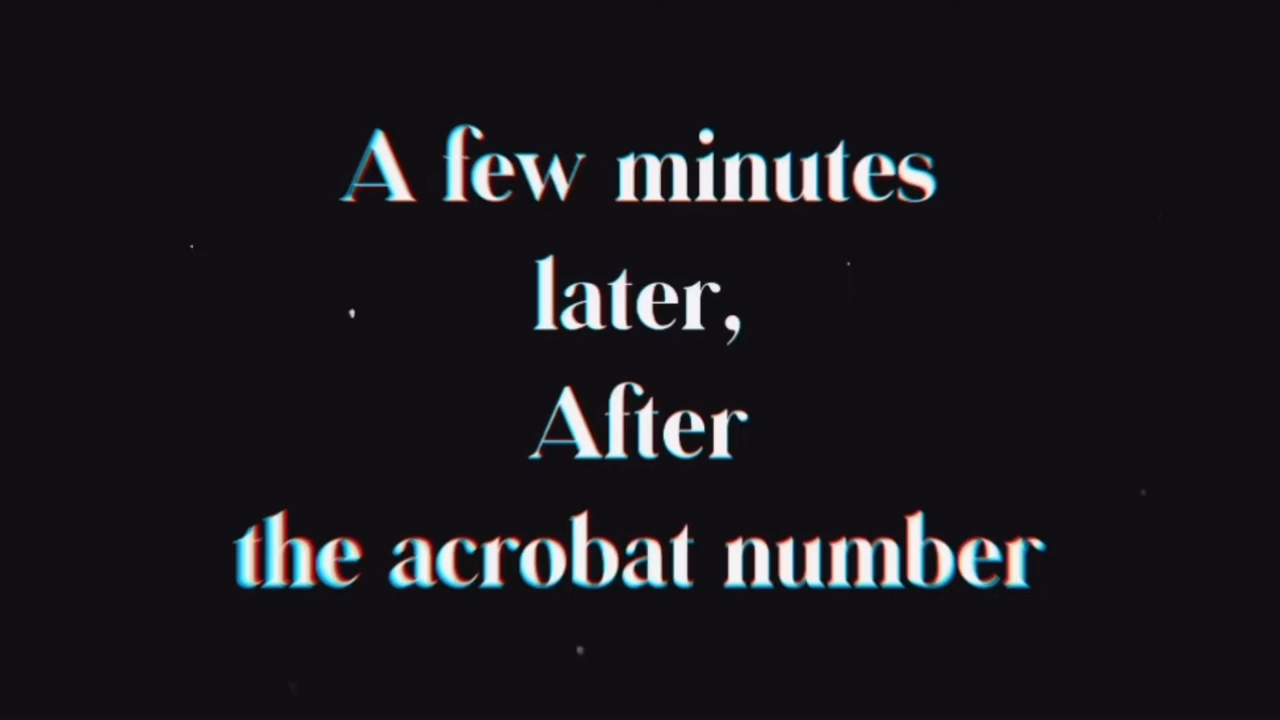 A few minutes
later,
After
the acrobat number